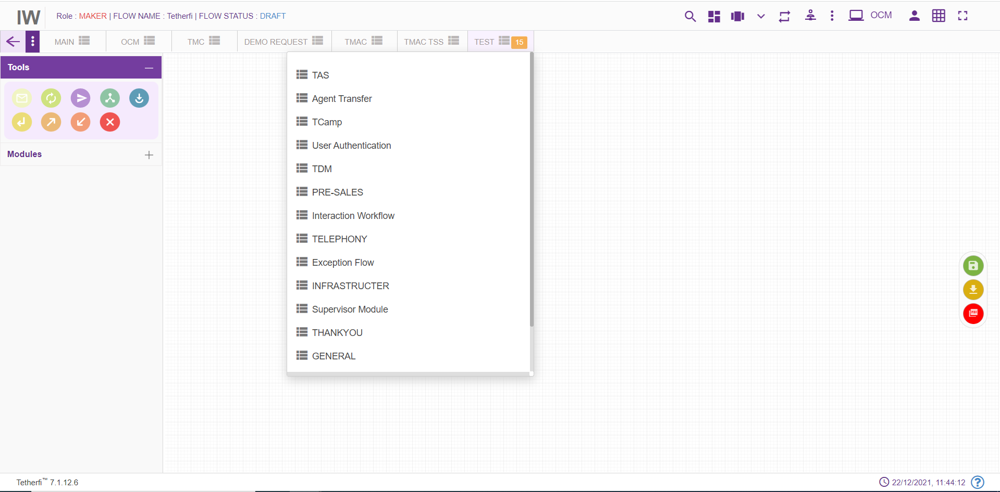 IW Role : MAKER | FLOW NAME : Tetherfi | FLOW STATUS : DRAFT OCM
MAIN OCM TMC DEMO REQUEST TMAC TMAC TSS TEST 15
Tools
Modules
TAS
Agent Transfer
TCamp
User Authentication
TDM
PRE-SALES
Interaction Workflow
TELEPHONY
Exception Flow
INFRASTRUCTER
Supervisor Module
THANKYOU
GENERAL
PDF
Tetherfi™ 7.1.12.6 22/12/2021, 11:44:12 ?